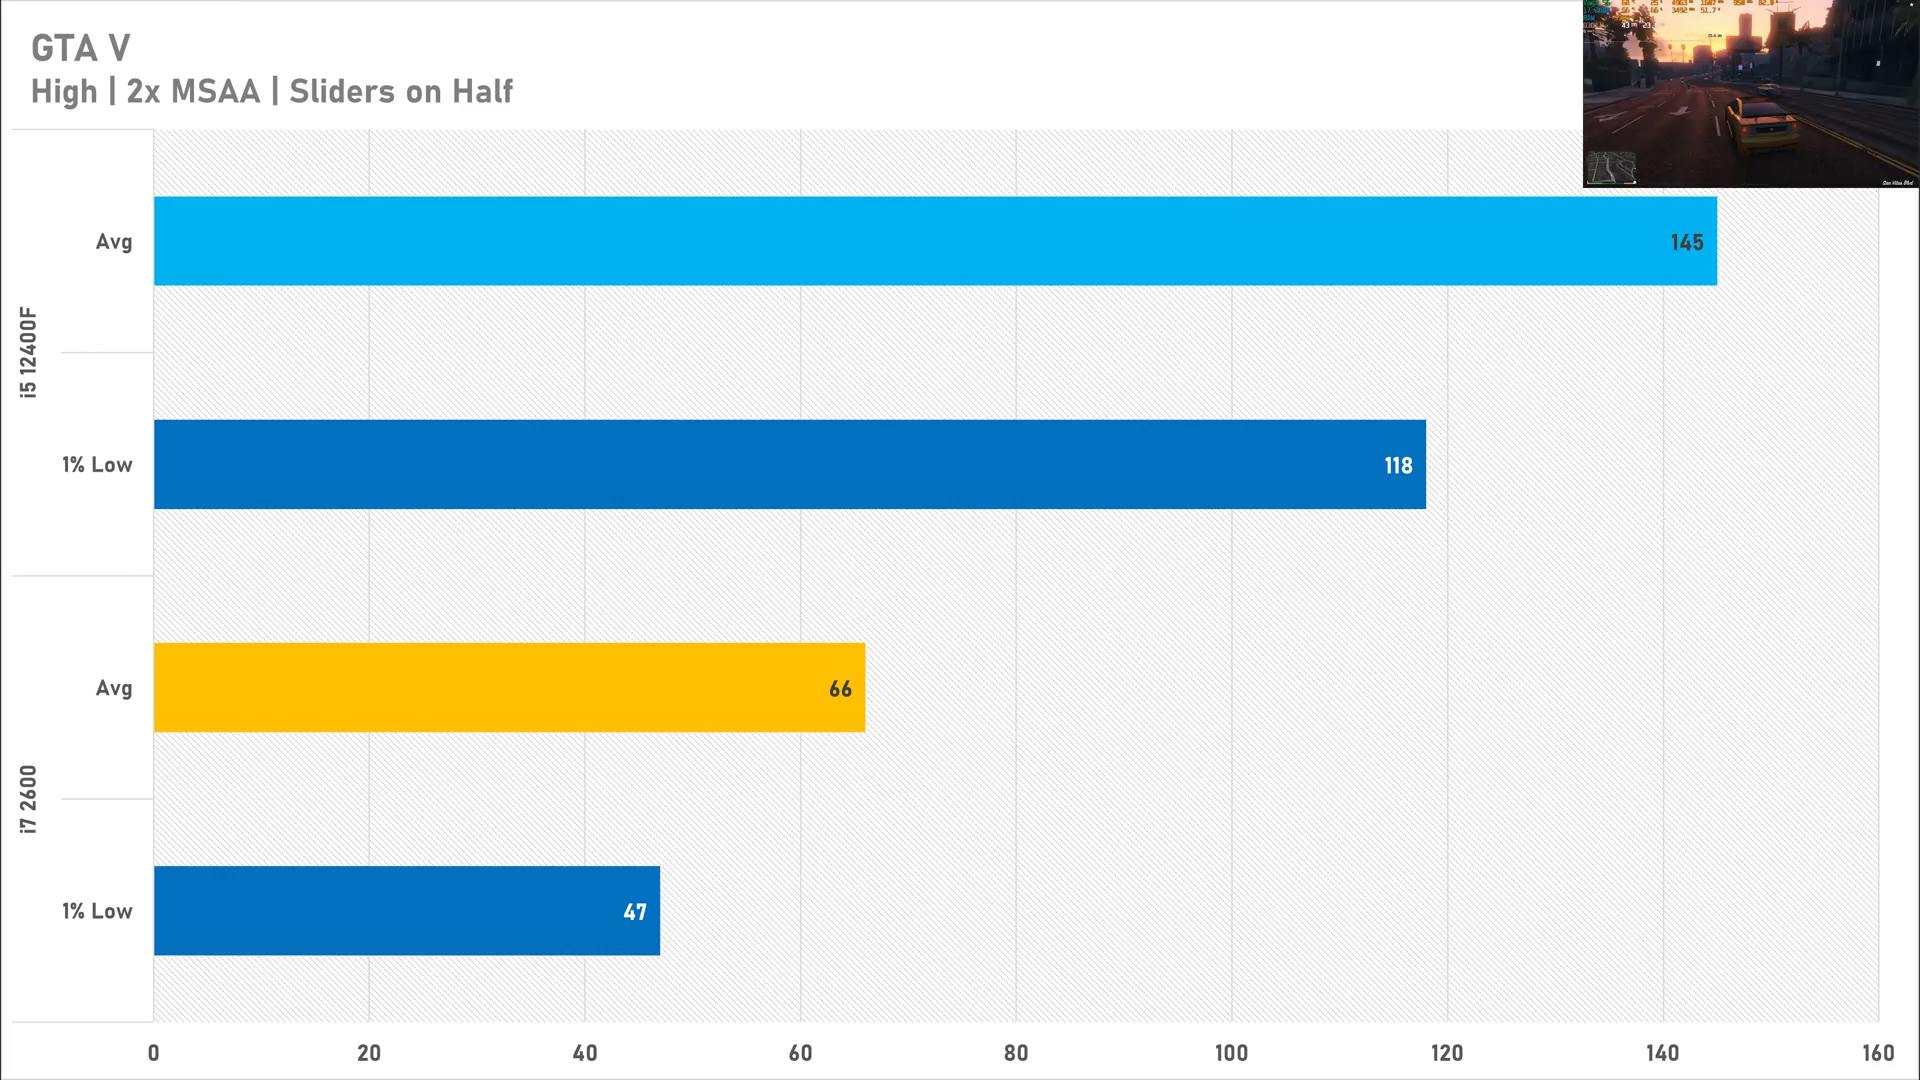 GTA V
High | 2x MSAA | Sliders on Half
i5 12400F
Avg
145
1% Low
118
i7 2600
Avg
66
1% Low
47
0 20 40 60 80 100 120 140 160